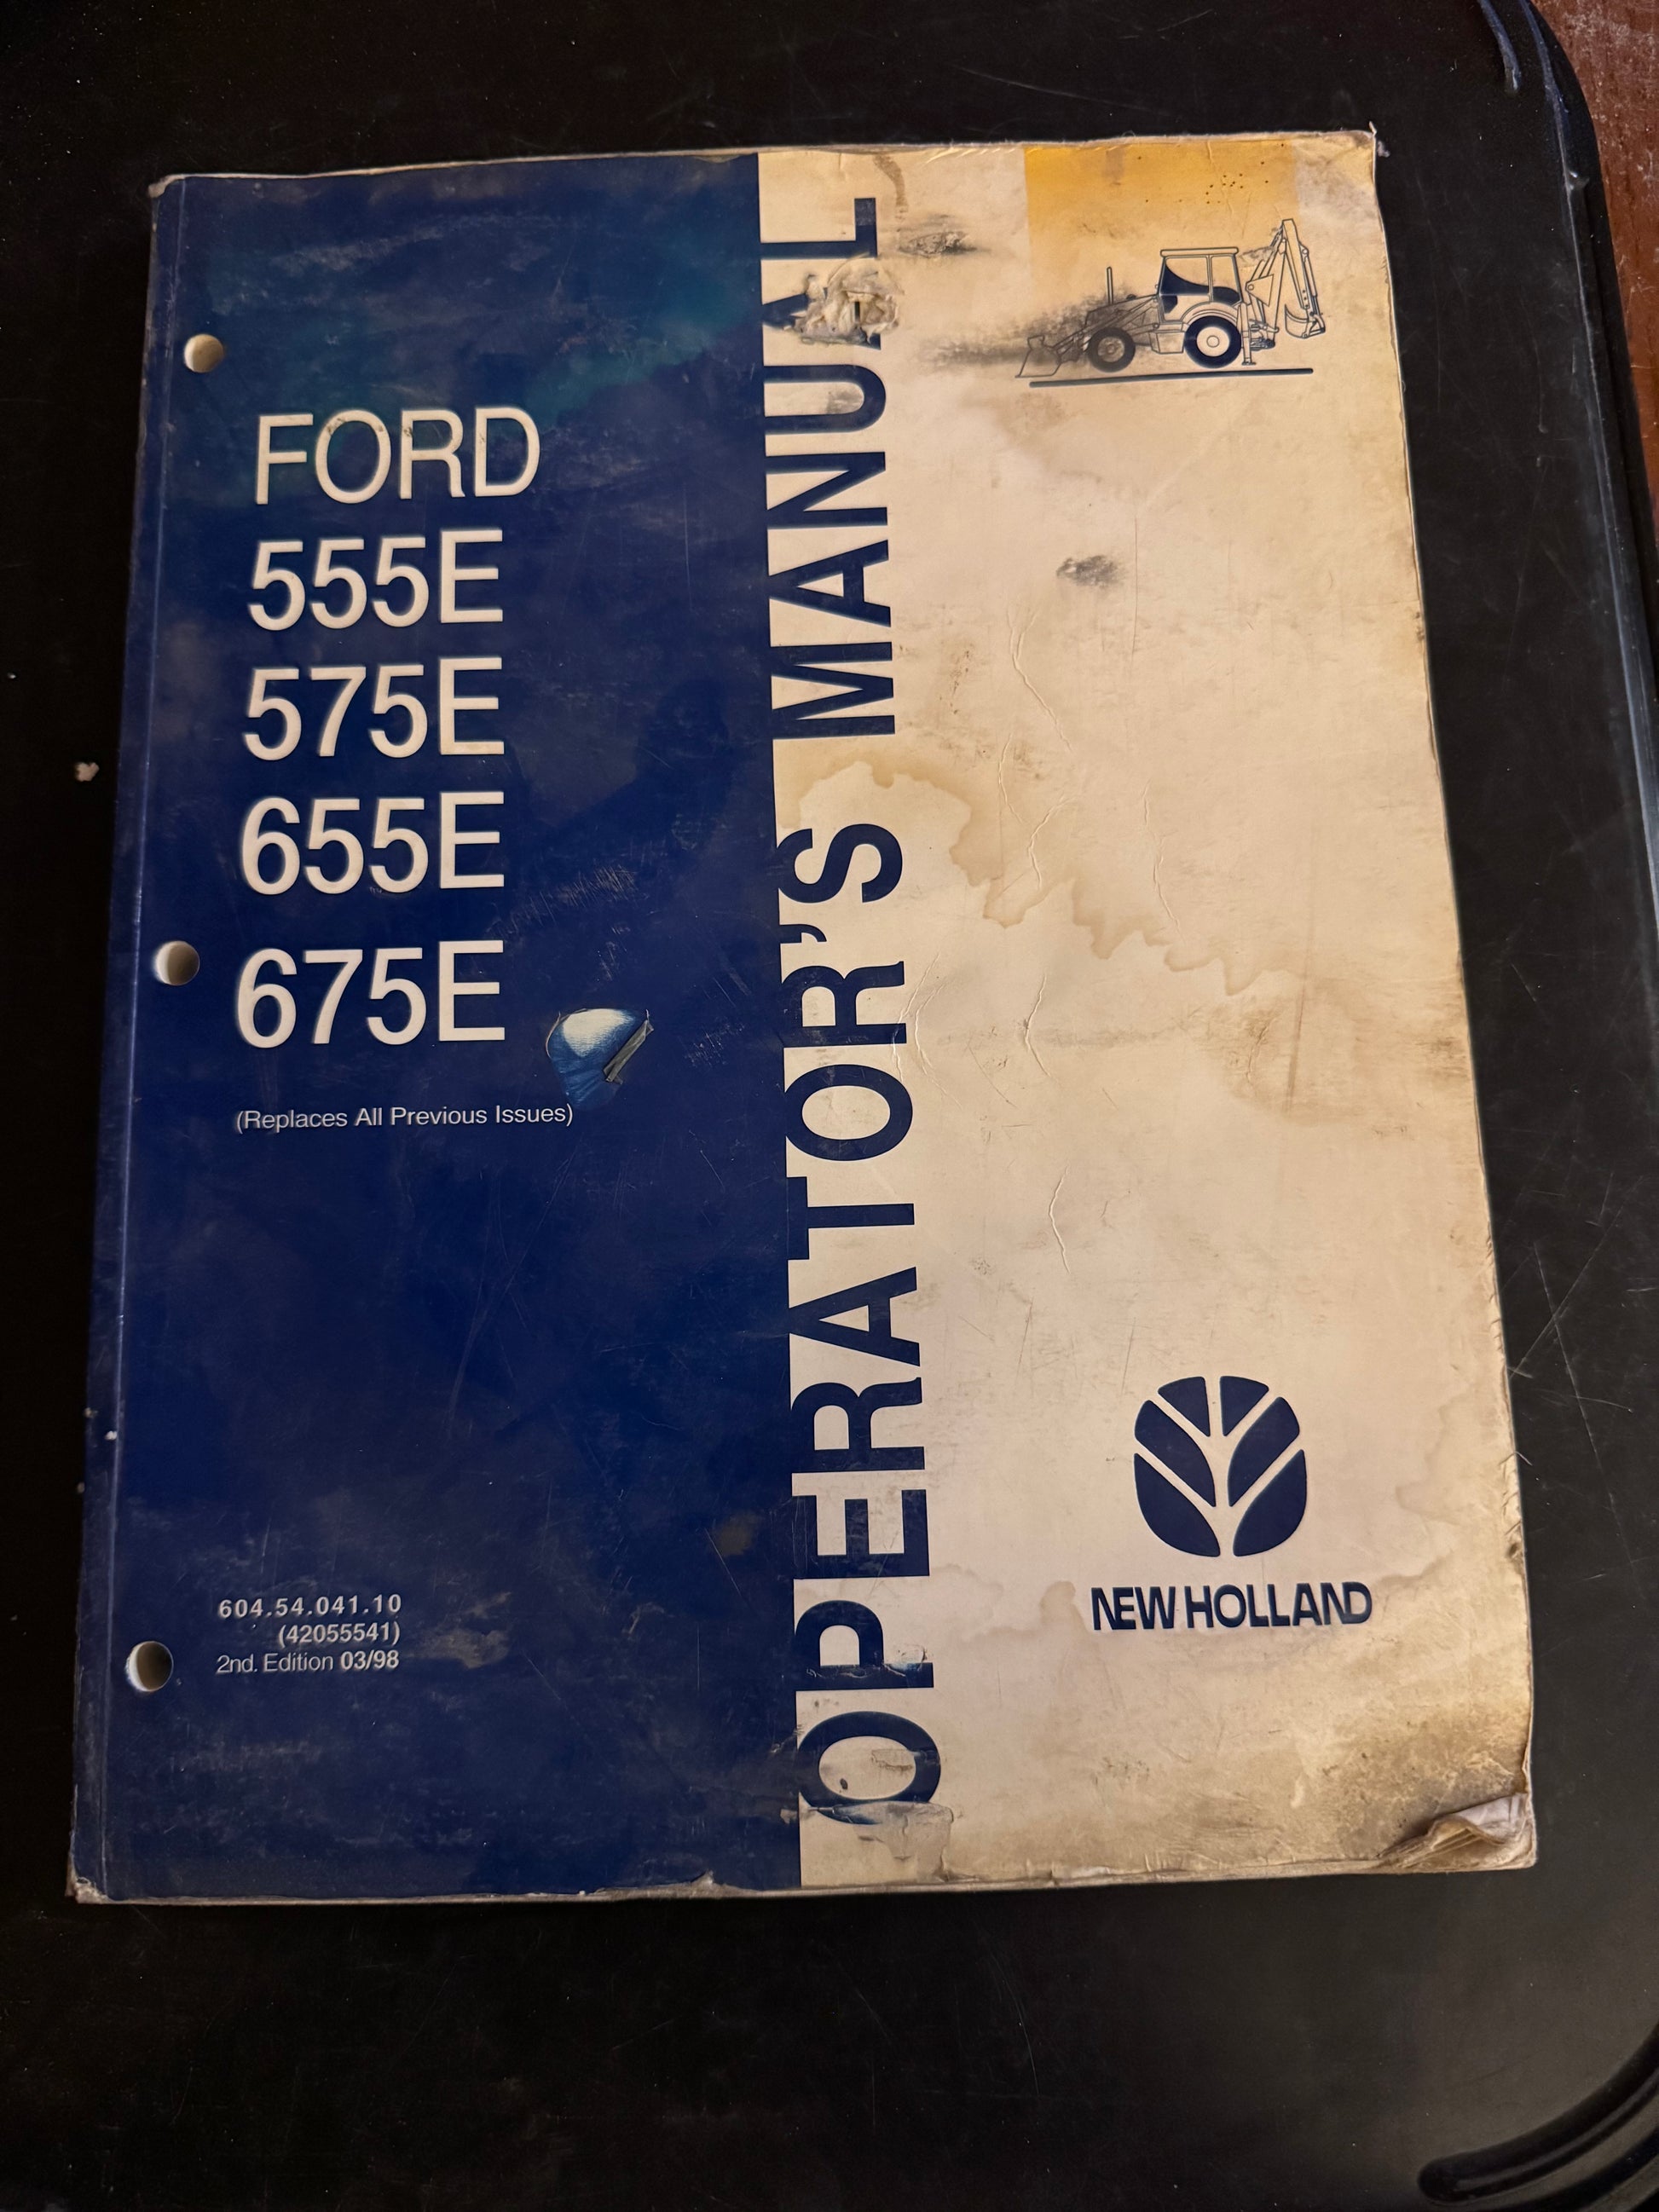 FORD
555E
575E
655E
675E
(Replaces All Previous Issues)
604.54.041.10
(42055541)
2nd. Edition 03/98
OPERATOR'S MANUAL
NEW HOLLAND